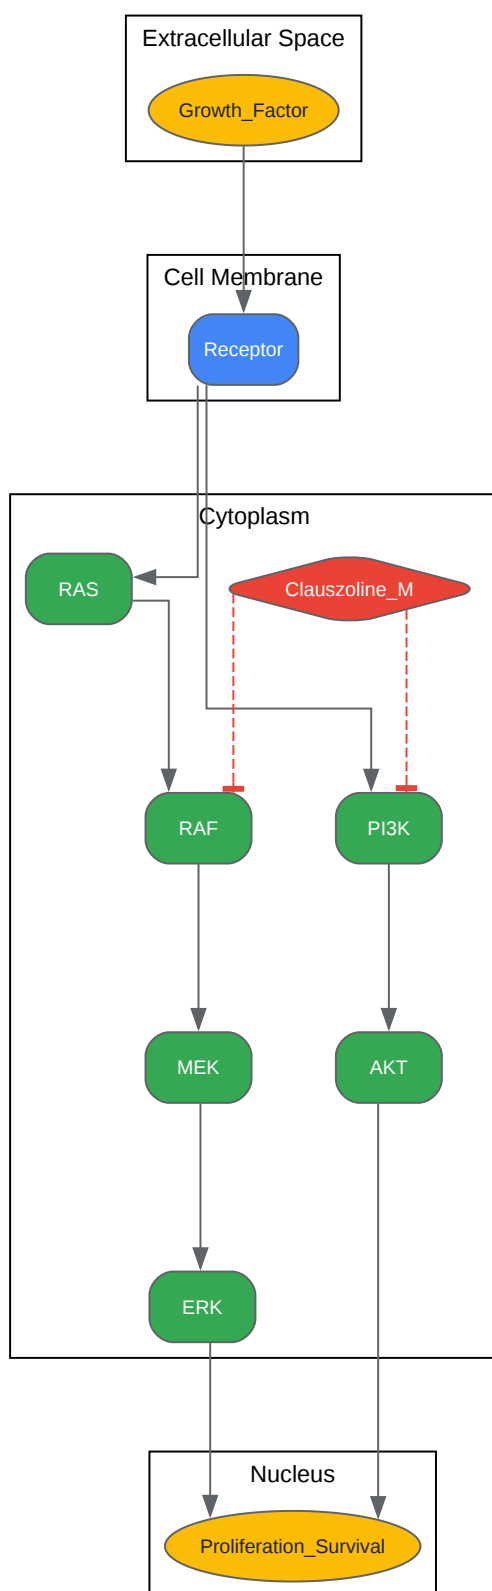 Extracellular Space
Growth_Factor
Cell Membrane
Receptor
Cytoplasm
RAS
Clauszoline_M
RAF
PI3K
MEK
AKT
ERK
Nucleus
Proliferation_Survival